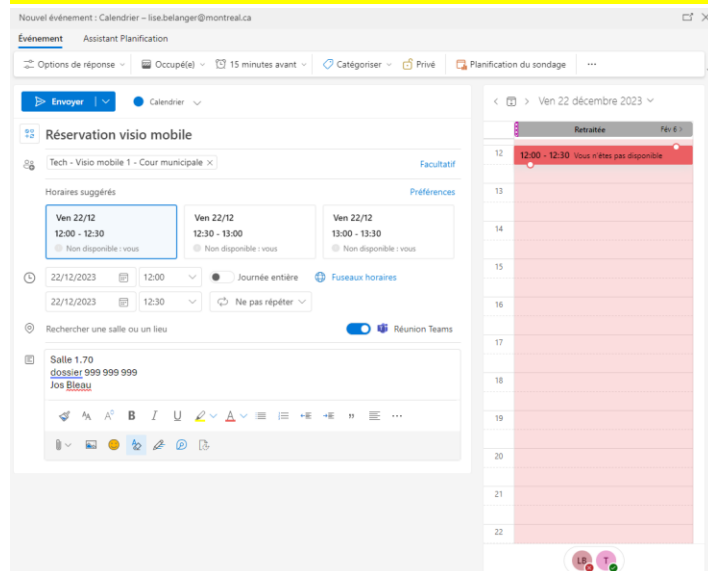 Nouvel événement : Calendrier – lise.belanger@montreal.ca
Événement Assistant Planification
Options de réponse Occupé(e) 15 minutes avant Catégoriser Privé Planification du sondage ...
Envoyer Calendrier
Réservation visio mobile
Tech - Visio mobile 1 - Cour municipale × Facultatif
Horaires suggérés Préférences
Ven 22/12 Ven 22/12 Ven 22/12
12:00 - 12:30 12:30 - 13:00 13:00 - 13:30
Non disponible : vous Non disponible : vous Non disponible : vous
22/12/2023 12:00 Journée entière Fuseaux horaires
22/12/2023 12:30 Ne pas répéter
Rechercher une salle ou un lieu Réunion Teams
Salle 1.70
dossier 999 999 999
Jos Bleau
Ven 22 décembre 2023
Retraitée Fév 6 >
12 12:00 - 12:30 Vous n'êtes pas disponible
13
14
15
16
17
18
19
20
21
22
LB T